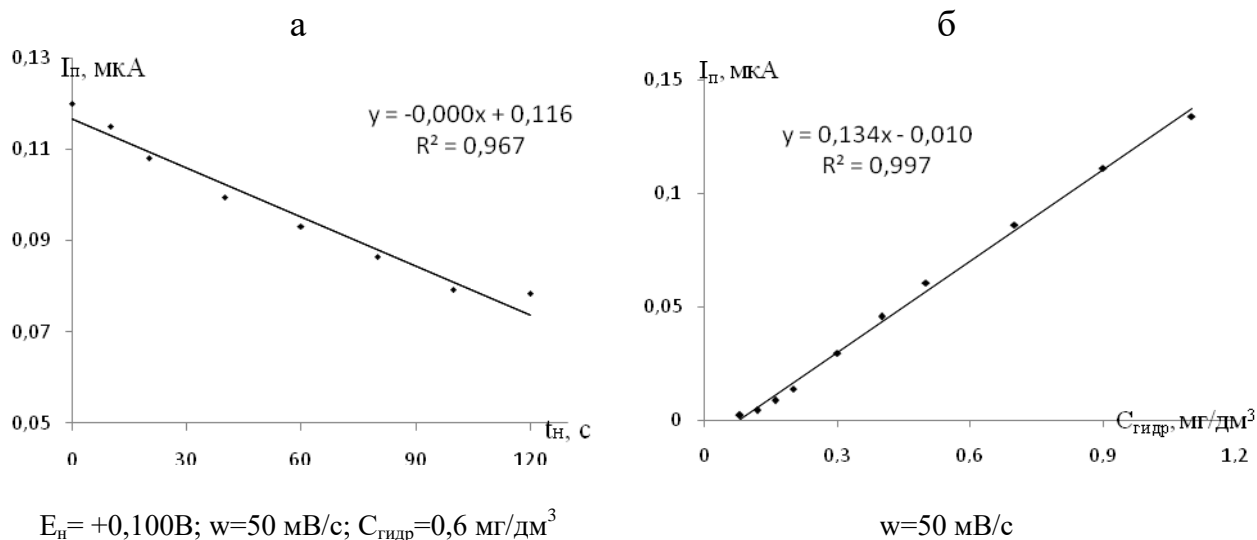 а
0,13
Iп, мкА
y = -0,000x + 0,116
R² = 0,967
0,11
0,09
0,07
0,05
tн, с
0 30 60 90 120
Eн= +0,100В; w=50 мВ/с; Cгидр=0,6 мг/дм³
б
0,15
Iп, мкА
y = 0,134x - 0,010
R² = 0,997
0,1
0,05
0
Cгидр, мг/дм³
0 0,3 0,6 0,9 1,2
w=50 мВ/с